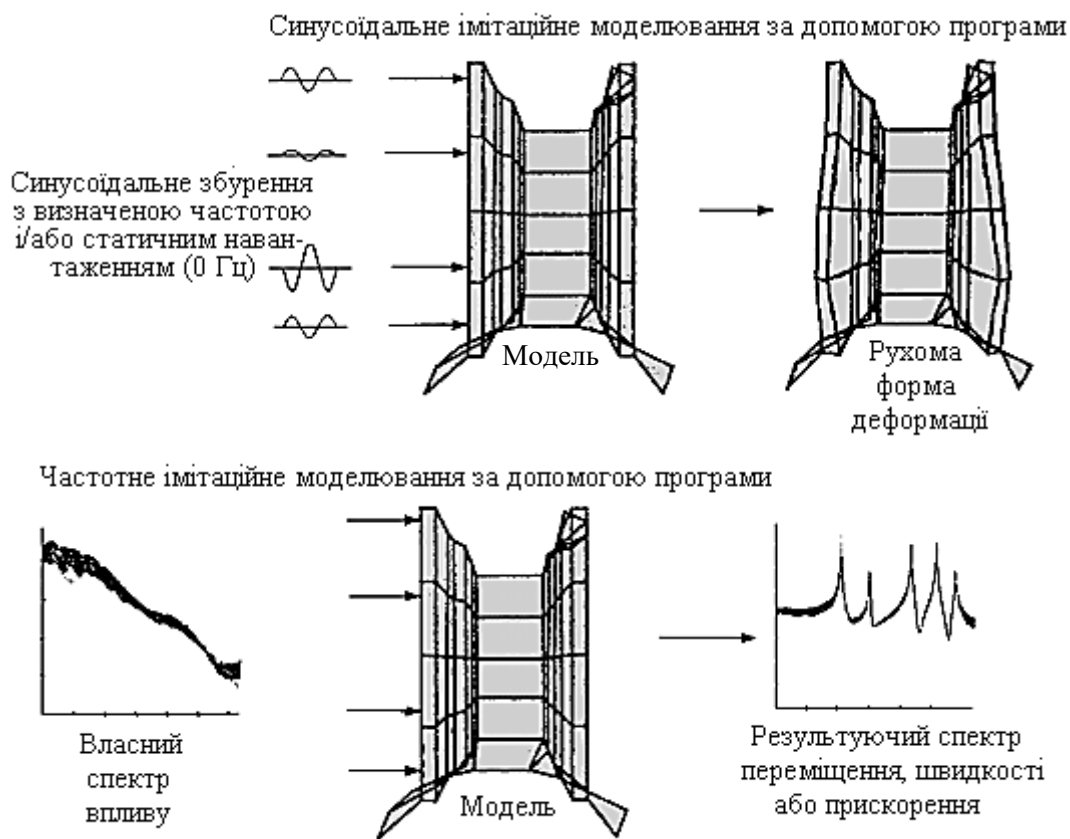 Синусоїдальне імітаційне моделювання за допомогою програми
Синусоїдальне збурення
з визначеною частотою
і/або статичним наван-
таженням (0 Гц)
Модель
Рухома
форма
деформації
Частотне імітаційне моделювання за допомогою програми
Власний
спектр
впливу
Модель
Результуючий спектр
переміщення, швидкості
або прискорення